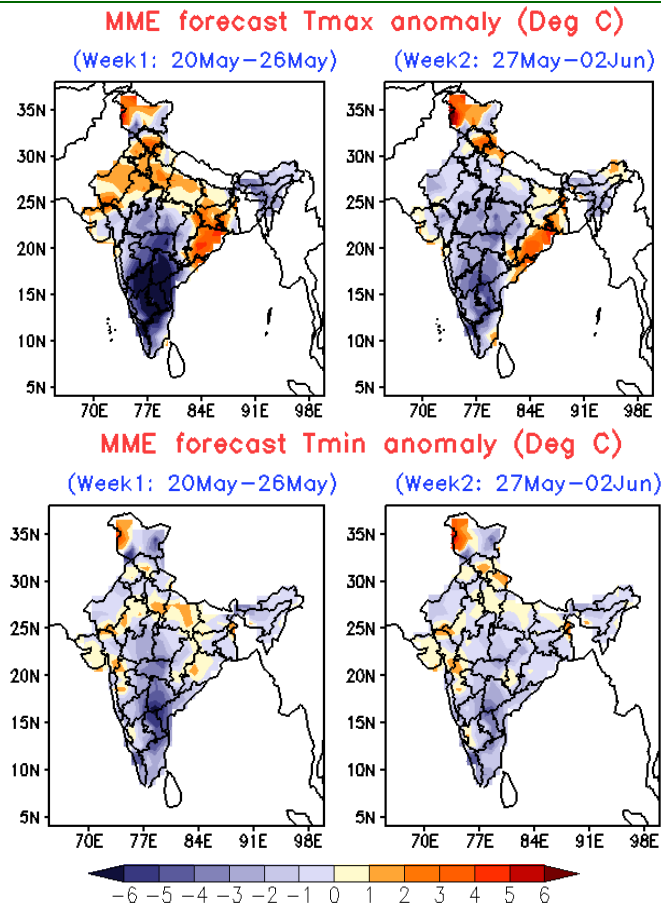 MME forecast Tmax anomaly (Deg C)
(Week1: 20May-26May)
(Week2: 27May-02Jun)
35N
30N
25N
20N
15N
10N
5N
70E 77E 84E 91E 98E
35N
30N
25N
20N
15N
10N
5N
70E 77E 84E 91E 98E
MME forecast Tmin anomaly (Deg C)
(Week1: 20May-26May)
(Week2: 27May-02Jun)
35N
30N
25N
20N
15N
10N
5N
70E 77E 84E 91E 98E
35N
30N
25N
20N
15N
10N
5N
70E 77E 84E 91E 98E
-6 -5 -4 -3 -2 -1 0 1 2 3 4 5 6